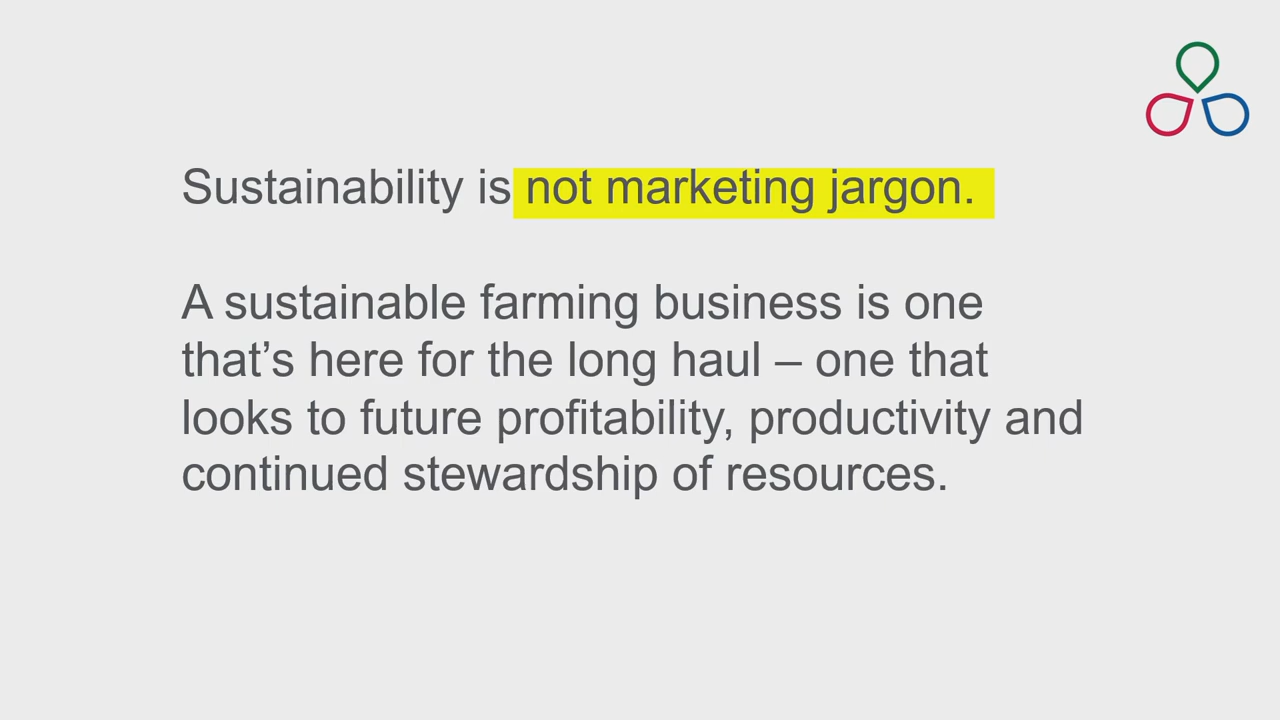 Sustainability is not marketing jargon.
A sustainable farming business is one
that’s here for the long haul – one that
looks to future profitability, productivity and
continued stewardship of resources.